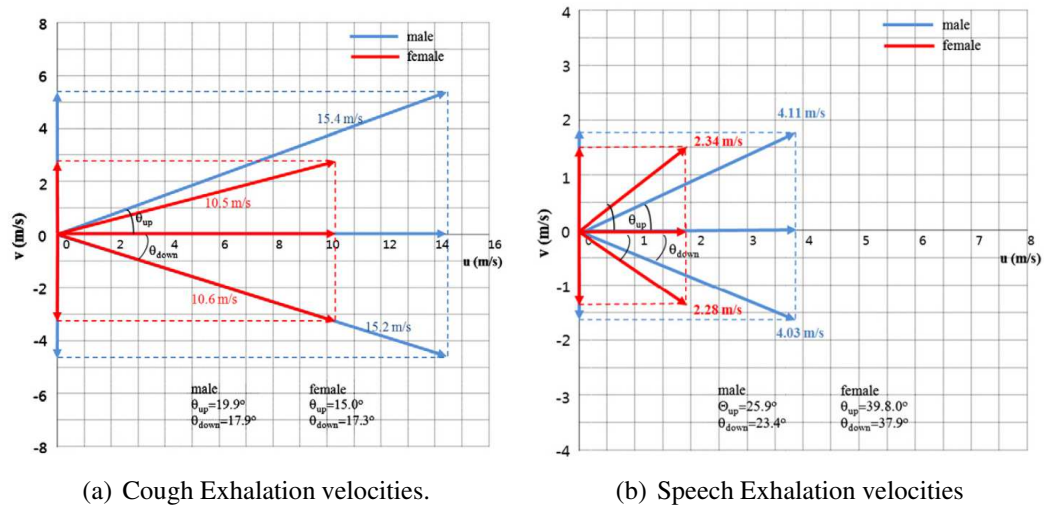 8
6
4
2
0
-2
-4
-6
-8
v (m/s)
male
female
15.4 m/s
10.5 m/s
θup
θdown
10.6 m/s
15.2 m/s
0 2 4 6 8 10 12 14 16
u (m/s)
male female
θup=19.9° θup=15.0°
θdown=17.9° θdown=17.3°
(a) Cough Exhalation velocities.
4
3
2
1
0
-1
-2
-3
-4
v (m/s)
male
female
4.11 m/s
2.34 m/s
θup
θdown
2.28 m/s
4.03 m/s
0 1 2 3 4 5 6 7 8
u (m/s)
male female
Θup=25.9° θup=39.8.0°
θdown=23.4° θdown=37.9°
(b) Speech Exhalation velocities